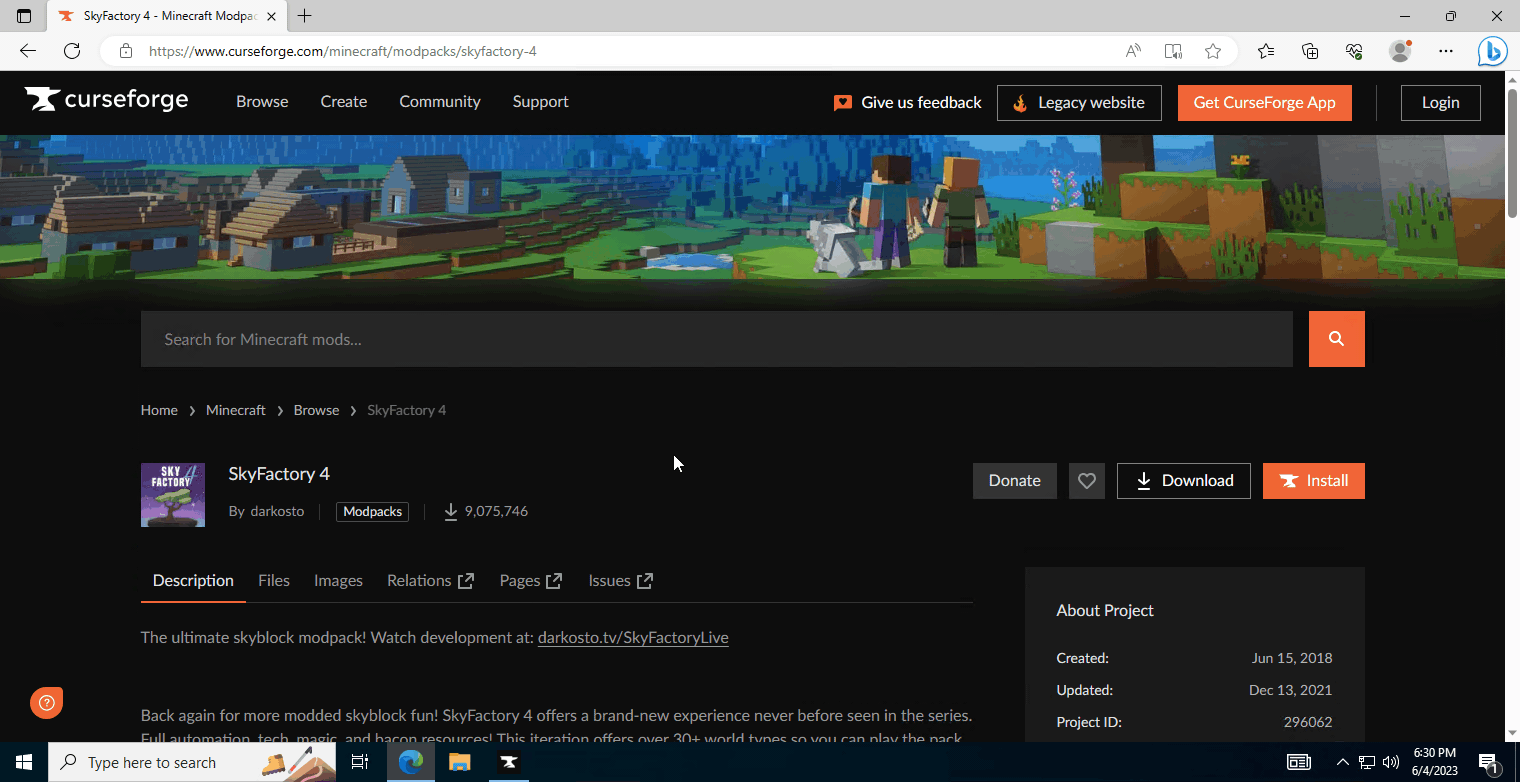 SkyFactory 4 - Minecraft Modpac
https://www.curseforge.com/minecraft/modpacks/skyfactory-4
curseforge Browse Create Community Support Give us feedback Legacy website Get CurseForge App Login
Search for Minecraft mods...
Home > Minecraft > Browse > SkyFactory 4
SKY FACTORY 4
SkyFactory 4
Donate Download Install
By darkosto Modpacks 9,075,746
Description Files Images Relations Pages Issues
About Project
The ultimate skyblock modpack! Watch development at: darkosto.tv/SkyFactoryLive
Created: Jun 15, 2018
Updated: Dec 13, 2021
Back again for more modded skyblock fun! SkyFactory 4 offers a brand-new experience never before seen in the series.
Project ID: 296062
Full automation, tech, magic, and bacon resources! This iteration offers over 30+ world types so you can play the pack
Type here to search
6:30 PM
6/4/2023
1